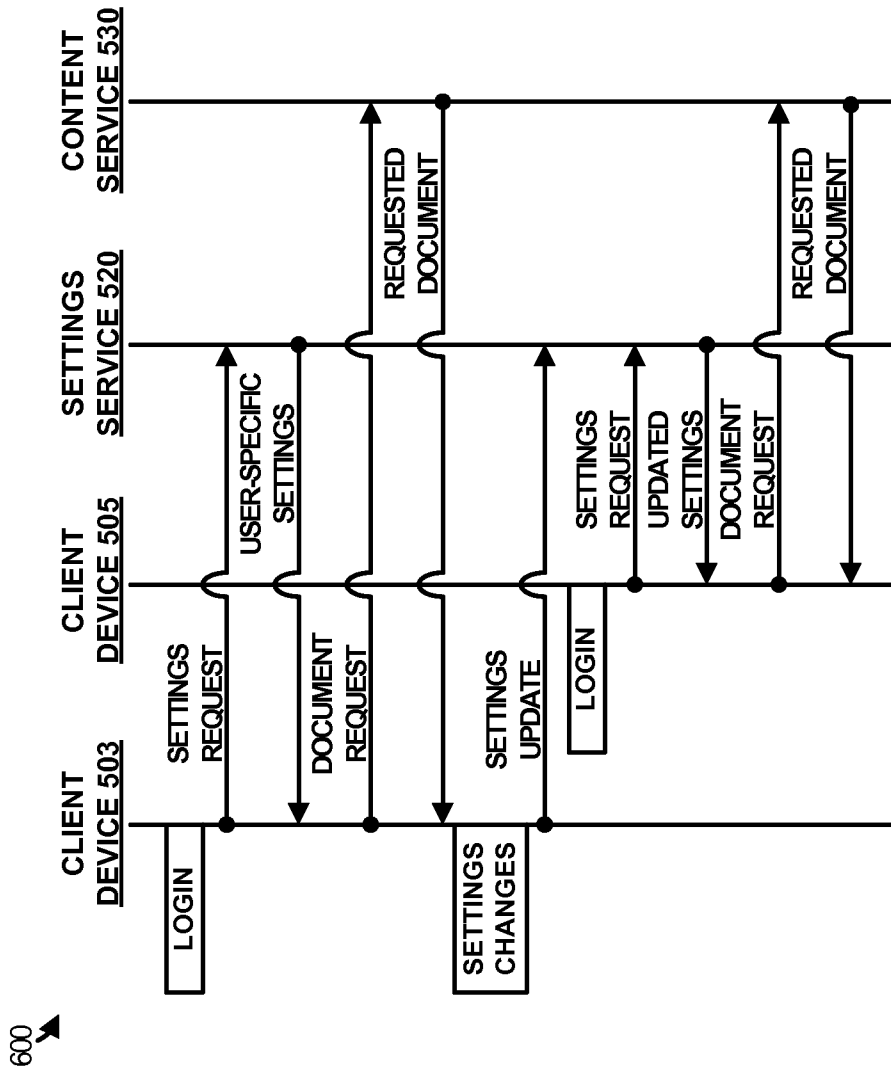 600
CLIENT
DEVICE 503
CLIENT
DEVICE 505
SETTINGS
SERVICE 520
CONTENT
SERVICE 530
LOGIN
SETTINGS
REQUEST
USER-SPECIFIC
SETTINGS
DOCUMENT
REQUEST
REQUESTED
DOCUMENT
SETTINGS
CHANGES
SETTINGS
UPDATE
LOGIN
SETTINGS
REQUEST
UPDATED
SETTINGS
DOCUMENT
REQUEST
REQUESTED
DOCUMENT